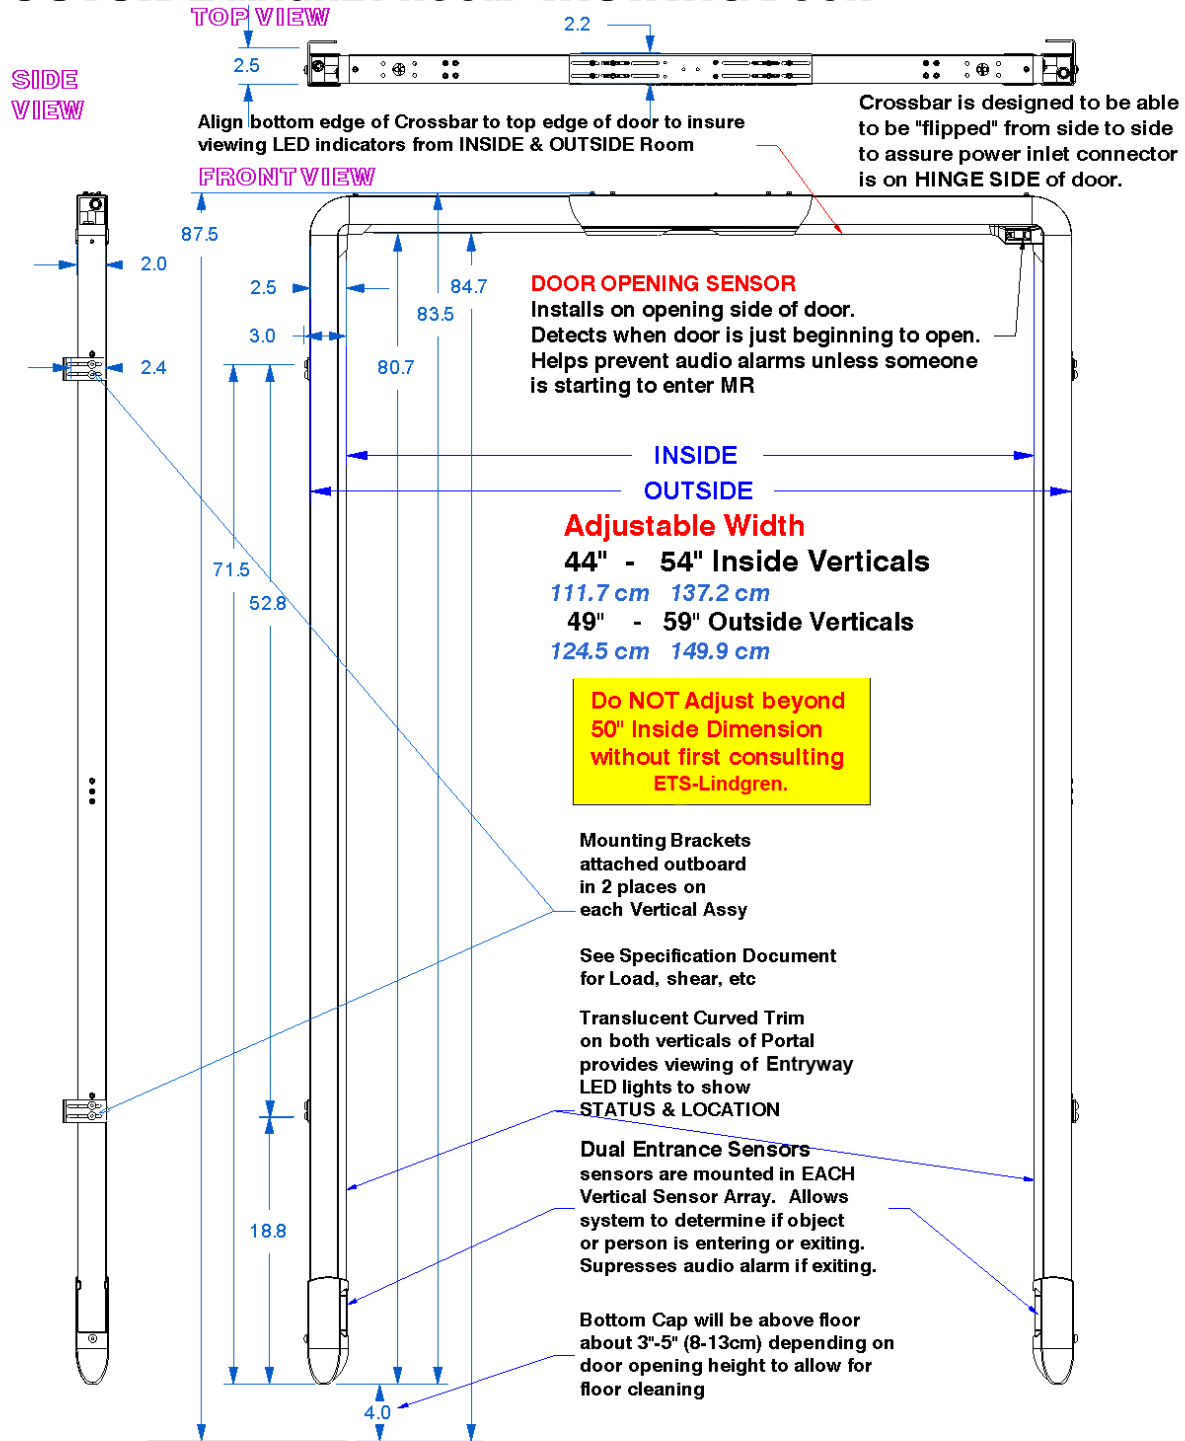 TOP VIEW
2.2
2.5
SIDE
VIEW
Crossbar is designed to be able
to be "flipped" from side to side
to assure power inlet connector
is on HINGE SIDE of door.
Align bottom edge of Crossbar to top edge of door to insure
viewing LED indicators from INSIDE & OUTSIDE Room
FRONT VIEW
87.5
2.0
2.5
84.7
83.5
3.0
2.4
80.7
DOOR OPENING SENSOR
Installs on opening side of door.
Detects when door is just beginning to open.
Helps prevent audio alarms unless someone
is starting to enter MR
INSIDE
OUTSIDE
Adjustable Width
44" - 54" Inside Verticals
111.7 cm 137.2 cm
49" - 59" Outside Verticals
124.5 cm 149.9 cm
71.5
52.8
Do NOT Adjust beyond
50" Inside Dimension
without first consulting
ETS-Lindgren.
Mounting Brackets
attached outboard
in 2 places on
each Vertical Assy
See Specification Document
for Load, shear, etc
Translucent Curved Trim
on both verticals of Portal
provides viewing of Entryway
LED lights to show
STATUS & LOCATION
Dual Entrance Sensors
sensors are mounted in EACH
Vertical Sensor Array. Allows
system to determine if object
or person is entering or exiting.
Supresses audio alarm if exiting.
18.8
Bottom Cap will be above floor
about 3"-5" (8-13cm) depending on
door opening height to allow for
floor cleaning
4.0